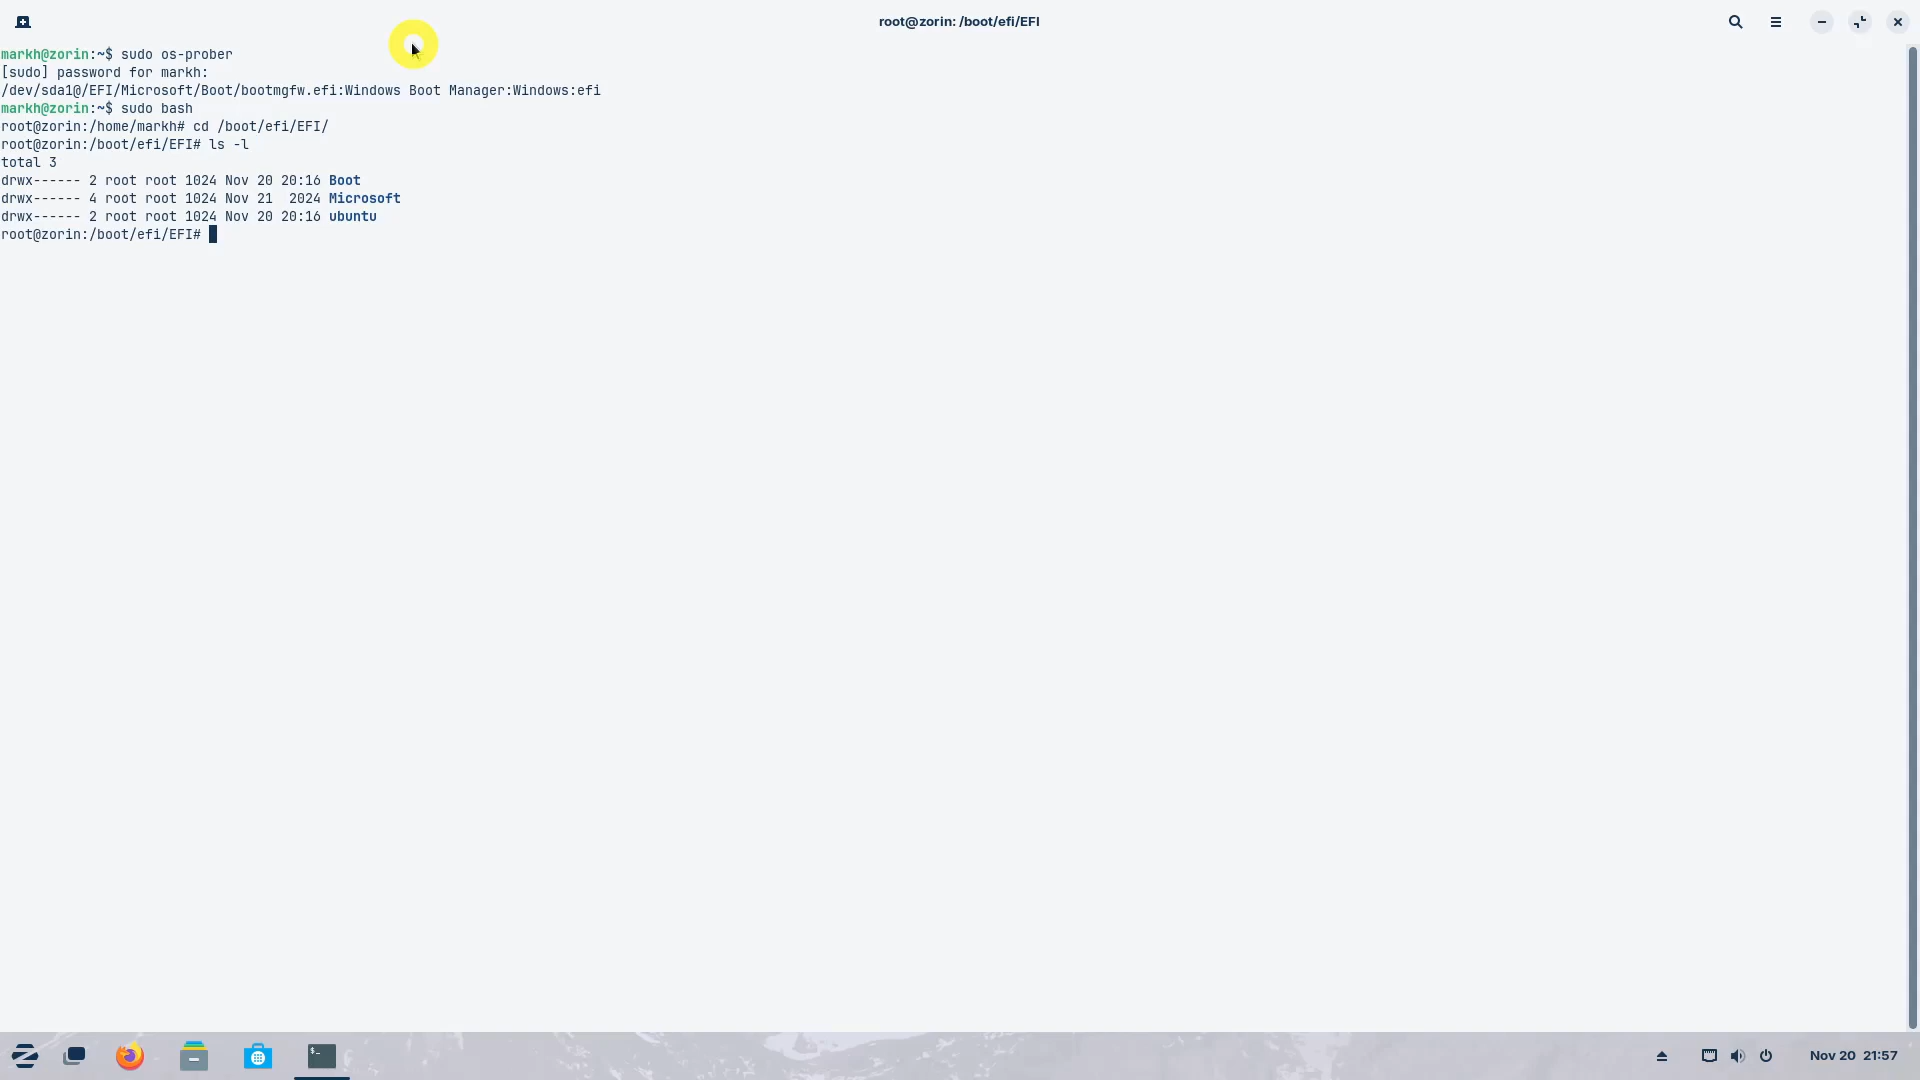 root@zorin: /boot/efi/EFI
markh@zorin:~$ sudo os-prober
[sudo] password for markh:
/dev/sda1@/EFI/Microsoft/Boot/bootmgfw.efi:Windows Boot Manager:Windows:efi
markh@zorin:~$ sudo bash
root@zorin:/home/markh# cd /boot/efi/EFI/
root@zorin:/boot/efi/EFI# ls -l
total 3
drwx------ 2 root root 1024 Nov 20 20:16 Boot
drwx------ 4 root root 1024 Nov 21  2024 Microsoft
drwx------ 2 root root 1024 Nov 20 20:16 ubuntu
root@zorin:/boot/efi/EFI#
$_
Nov 20 21:57